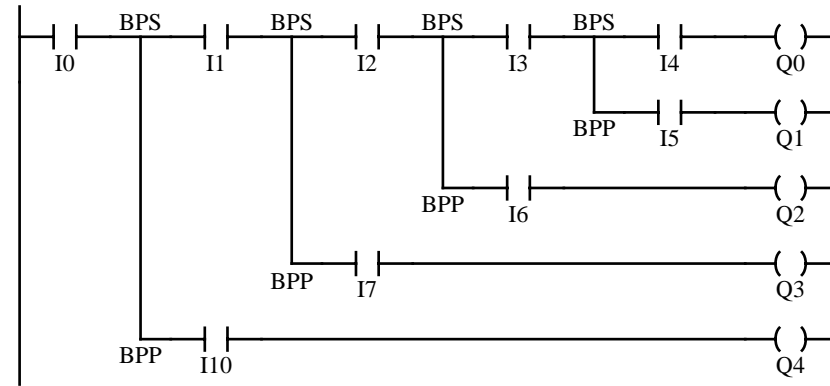 BPS BPS BPS BPS
I0 I1 I2 I3 I4 Q0
BPP I5 Q1
BPP I6 Q2
BPP I7 Q3
BPP I10 Q4